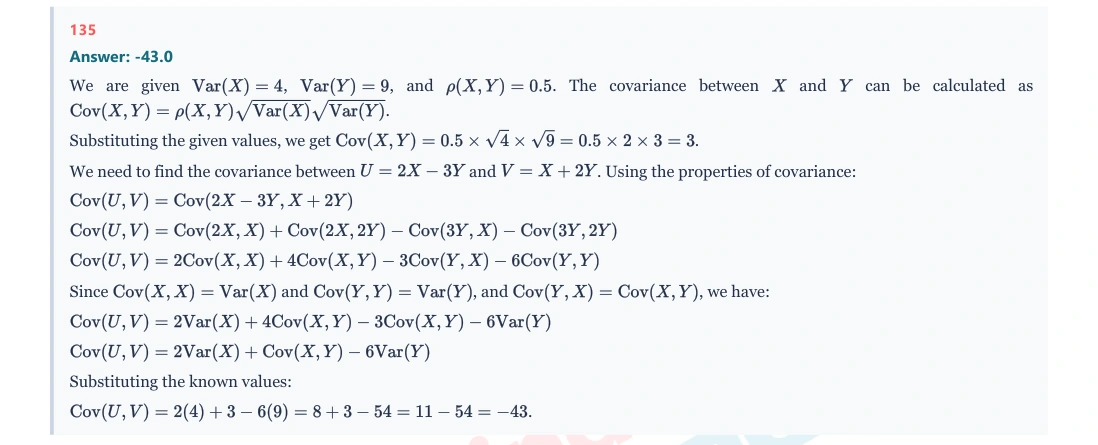 135
Answer: -43.0
We are given Var(X) = 4, Var(Y) = 9, and ρ(X, Y) = 0.5. The covariance between X and Y can be calculated as
Cov(X, Y) = ρ(X, Y)√Var(X)√Var(Y).
Substituting the given values, we get Cov(X, Y) = 0.5 × √4 × √9 = 0.5 × 2 × 3 = 3.
We need to find the covariance between U = 2X − 3Y and V = X + 2Y. Using the properties of covariance:
Cov(U, V) = Cov(2X − 3Y, X + 2Y)
Cov(U, V) = Cov(2X, X) + Cov(2X, 2Y) − Cov(3Y, X) − Cov(3Y, 2Y)
Cov(U, V) = 2Cov(X, X) + 4Cov(X, Y) − 3Cov(Y, X) − 6Cov(Y, Y)
Since Cov(X, X) = Var(X) and Cov(Y, Y) = Var(Y), and Cov(Y, X) = Cov(X, Y), we have:
Cov(U, V) = 2Var(X) + 4Cov(X, Y) − 3Cov(X, Y) − 6Var(Y)
Cov(U, V) = 2Var(X) + Cov(X, Y) − 6Var(Y)
Substituting the known values:
Cov(U, V) = 2(4) + 3 − 6(9) = 8 + 3 − 54 = 11 − 54 = −43.